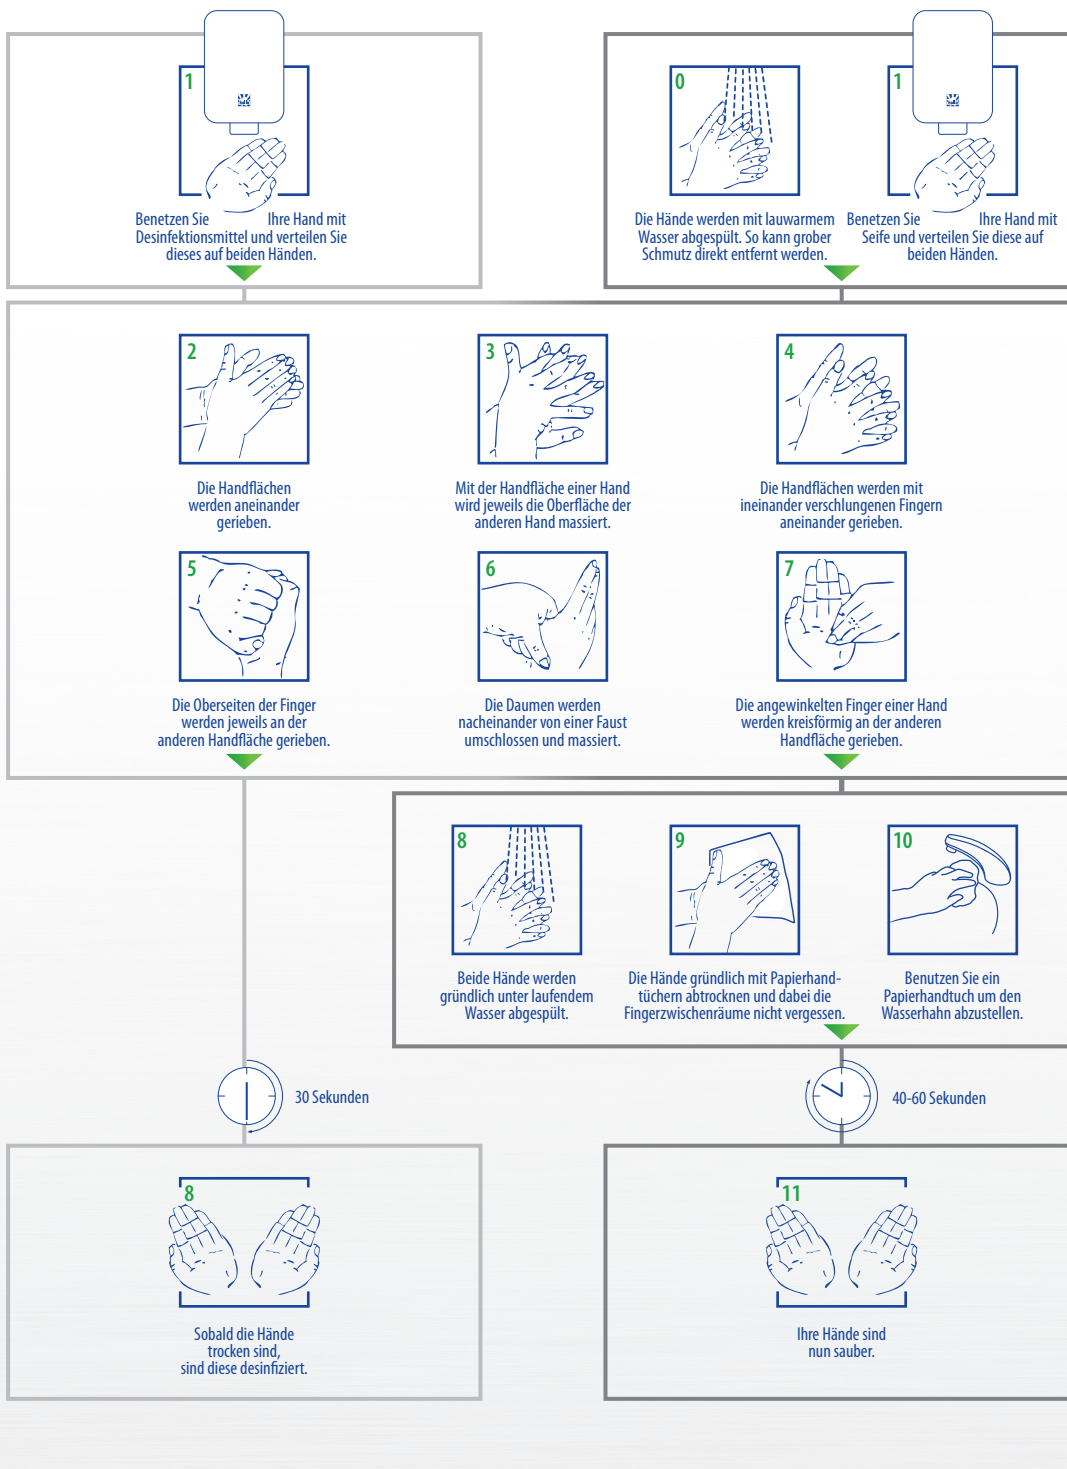 1
Benetzen Sie Ihre Hand mit
Desinfektionsmittel und verteilen Sie
dieses auf beiden Händen.
0
Die Hände werden mit lauwarmem
Wasser abgespült. So kann grober
Schmutz direkt entfernt werden.
1
Benetzen Sie Ihre Hand mit
Seife und verteilen Sie diese auf
beiden Händen.
2
Die Handflächen
werden aneinander
gerieben.
3
Mit der Handfläche einer Hand
wird jeweils die Oberfläche der
anderen Hand massiert.
4
Die Handflächen werden mit
ineinander verschlungenen Fingern
aneinander gerieben.
5
Die Oberseiten der Finger
werden jeweils an der
anderen Handfläche gerieben.
6
Die Daumen werden
nacheinander von einer Faust
umschlossen und massiert.
7
Die angewinkelten Finger einer Hand
werden kreisförmig an der anderen
Handfläche gerieben.
8
Beide Hände werden
gründlich unter laufendem
Wasser abgespült.
9
Die Hände gründlich mit Papierhand-
tüchern abtrocknen und dabei die
Fingerzwischenräume nicht vergessen.
10
Benutzen Sie ein
Papierhandtuch um den
Wasserhahn abzustellen.
30 Sekunden
40-60 Sekunden
8
Sobald die Hände
trocken sind,
sind diese desinfiziert.
11
Ihre Hände sind
nun sauber.